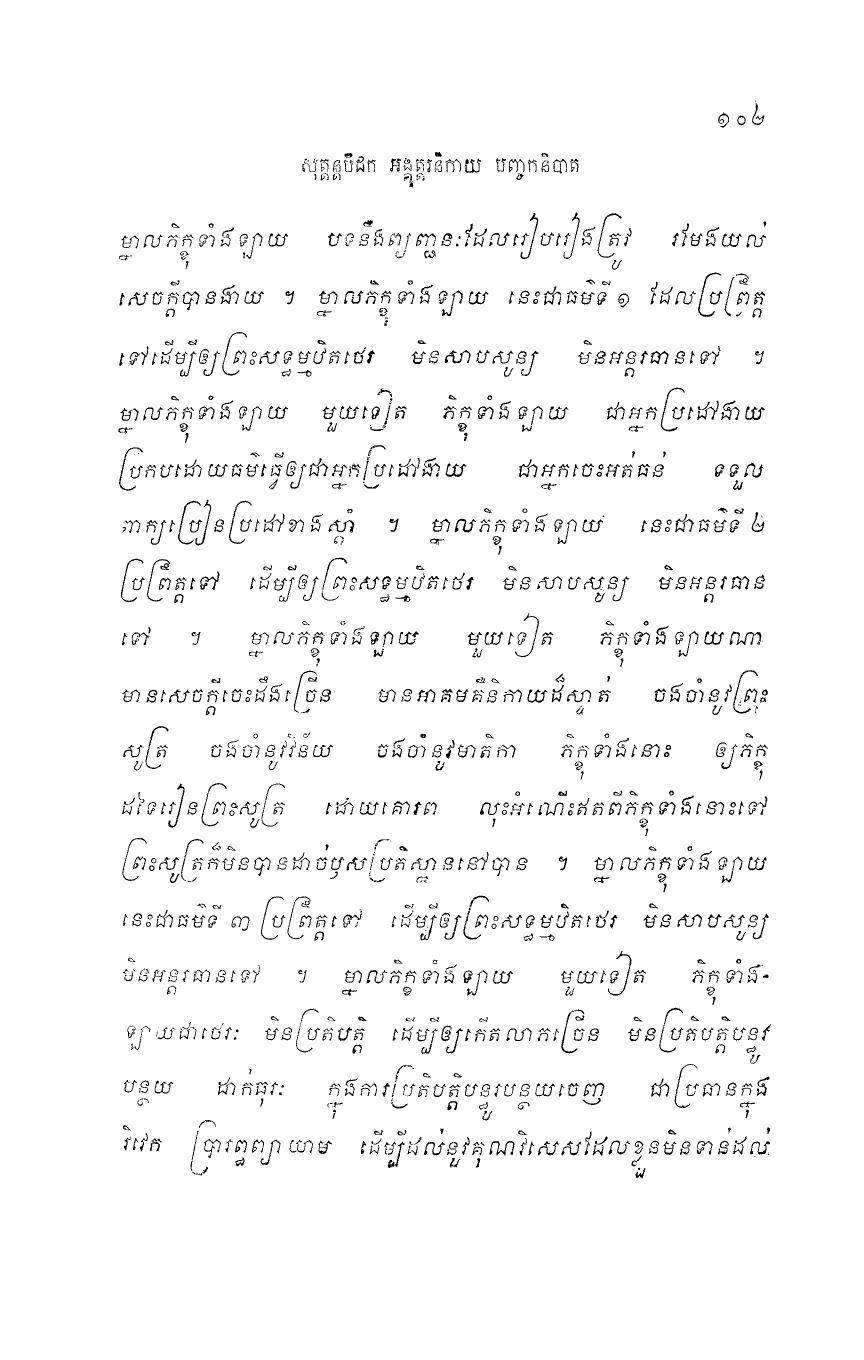 ១០៤
សុត្តន្តបិដក អង្គុត្តរនិកាយ បញ្ចកនិបាត
ម្នាលភិក្ខុទាំងឡាយ បទនឹងព្យញ្ជនៈដែលរៀបរៀងត្រូវ រមែងយល់
សេចក្តីបានងាយ ។ ម្នាលភិក្ខុទាំងឡាយ នេះជាធម៌ទី ១ ដែលប្រព្រឹត្ត
ទៅដើម្បីឲ្យព្រះសទ្ធម្មឋិតថេរ មិនសាបសូន្យ មិនអន្តរធានទៅ ។
ម្នាលភិក្ខុទាំងឡាយ មួយទៀត ភិក្ខុទាំងឡាយ ជាអ្នកប្រដៅងាយ
ប្រកបដោយធម៌ធ្វើឲ្យជាអ្នកប្រដៅងាយ ជាអ្នកចេះអត់ធន់ ទទួល
ពាក្យប្រៀនប្រដៅខាងស្តាំ ។ ម្នាលភិក្ខុទាំងឡាយ នេះជាធម៌ទី ២
ប្រព្រឹត្តទៅ ដើម្បីឲ្យព្រះសទ្ធម្មឋិតថេរ មិនសាបសូន្យ មិនអន្តរធាន
ទៅ ។ ម្នាលភិក្ខុទាំងឡាយ មួយទៀត ភិក្ខុទាំងឡាយណា
មានសេចក្តីចេះដឹងច្រើន មានអាគមគឺនិកាយដ៏ស្ទាត់ ចងចាំនូវព្រះ
សូត្រ ចងចាំនូវវិន័យ ចងចាំនូវមាតិកា ភិក្ខុទាំងនោះ ឲ្យភិក្ខុ
ដទៃរៀនព្រះសូត្រ ដោយគោរព លុះអំណើះឥតពីភិក្ខុទាំងនោះទៅ
ព្រះសូត្រក៏មិនបានដាច់ឫសប្រតិស្ឋាននៅបាន ។ ម្នាលភិក្ខុទាំងឡាយ
នេះជាធម៌ទី ៣ ប្រព្រឹត្តទៅ ដើម្បីឲ្យព្រះសទ្ធម្មឋិតថេរ មិនសាបសូន្យ
មិនអន្តរធានទៅ ។ ម្នាលភិក្ខុទាំងឡាយ មួយទៀត ភិក្ខុទាំង-
ឡាយជាថេរៈ មិនប្រតិបត្តិ ដើម្បីឲ្យកើតលាភច្រើន មិនប្រតិបត្តិបន្ធូរ
បន្ថយ ដាក់ធុរៈ ក្នុងការប្រតិបត្តិបន្ធូរបន្ថយចេញ ជាប្រធានក្នុង
វិវេក ប្រារព្ធព្យាយាម ដើម្បីដល់នូវគុណវិសេសដែលខ្លួនមិនទាន់ដល់